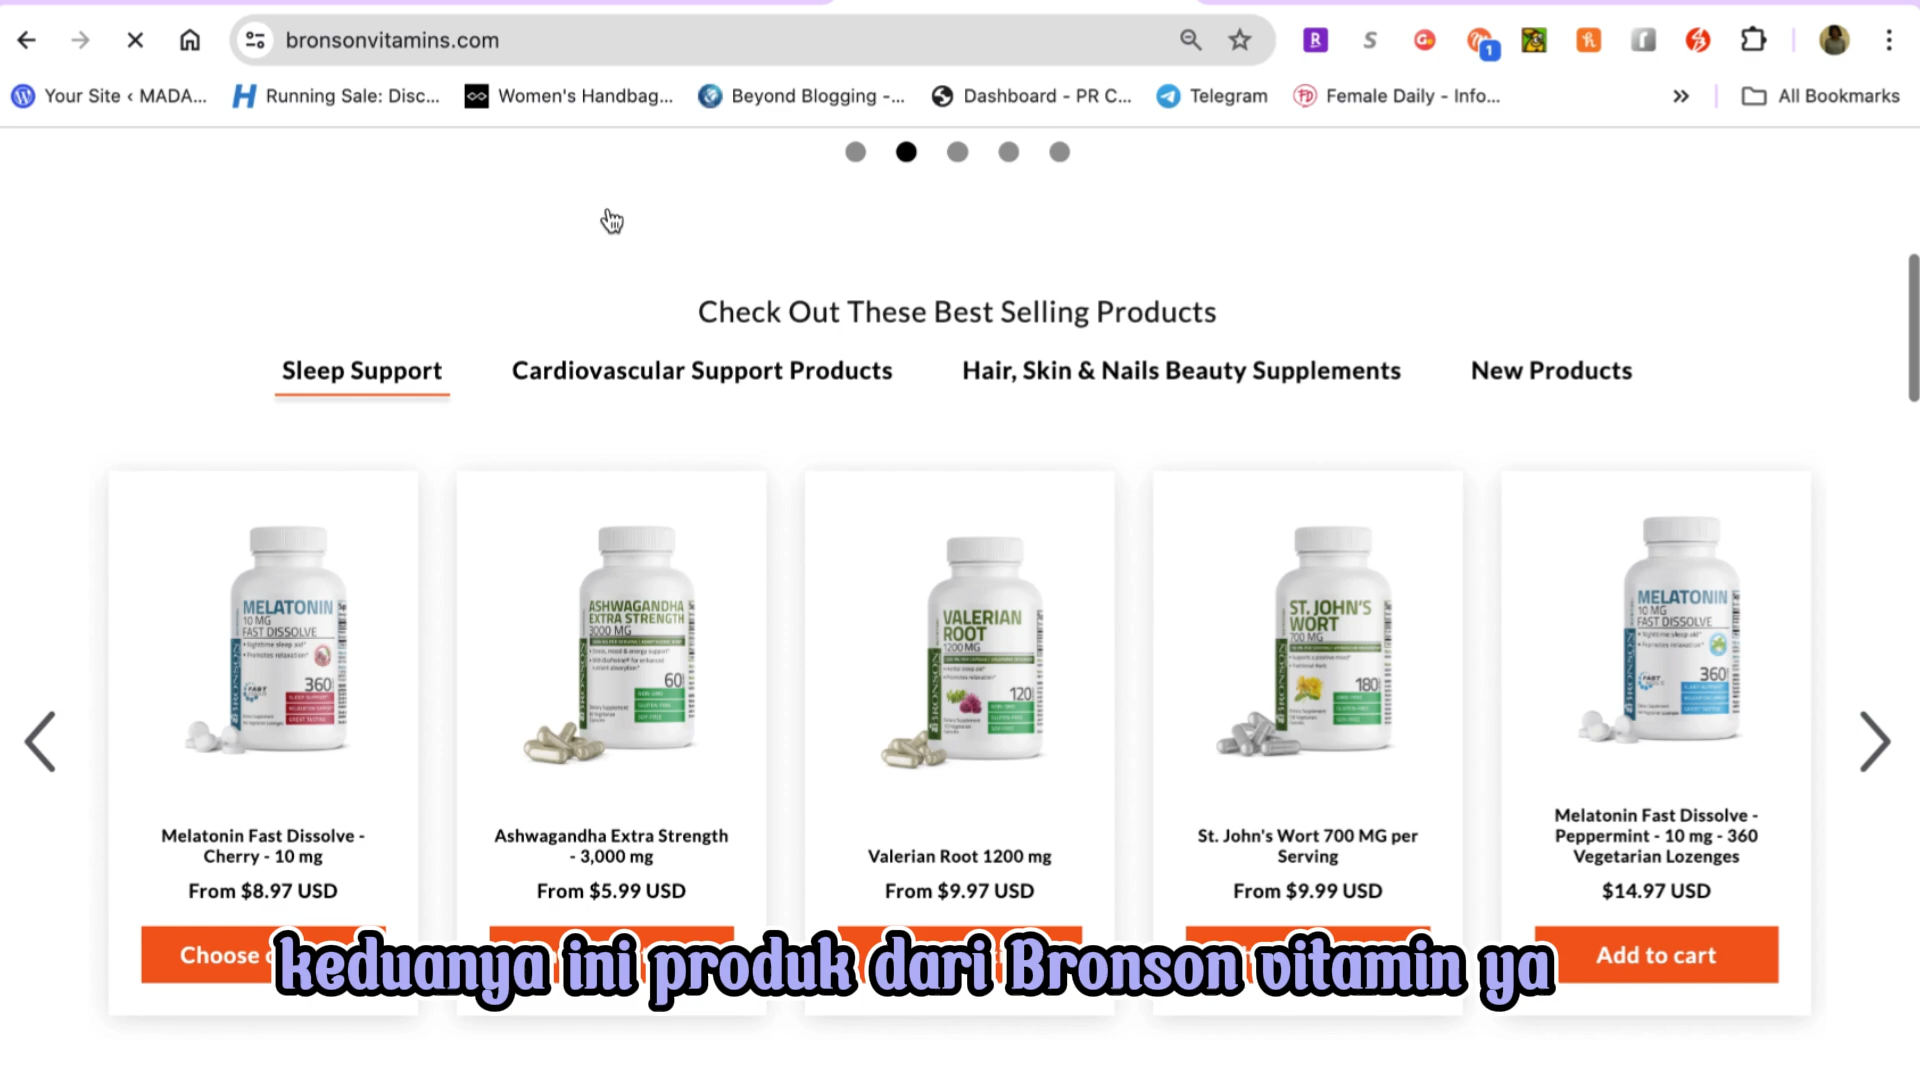 bronsonvitamins.com
1
Your Site ‹ MADA...
Running Sale: Disc...
Women's Handbag...
Beyond Blogging -...
Dashboard - PR C...
Telegram
Female Daily - Info...
All Bookmarks
Check Out These Best Selling Products
Sleep Support
Cardiovascular Support Products
Hair, Skin & Nails Beauty Supplements
New Products
MELATONIN
10 MG
FAST DISSOLVE
360
BRONSON
ASHWAGANDHA
EXTRA STRENGTH
3000 MG
60
BRONSON
VALERIAN
ROOT
1200 MG
120
BRONSON
ST. JOHN'S
WORT
700 MG
180
BRONSON
MELATONIN
10 MG
FAST DISSOLVE
360
BRONSON
Melatonin Fast Dissolve -
Cherry - 10 mg
From $8.97 USD
Choose
Ashwagandha Extra Strength
- 3,000 mg
From $5.99 USD
Valerian Root 1200 mg
From $9.97 USD
St. John's Wort 700 MG per
Serving
From $9.99 USD
Melatonin Fast Dissolve -
Peppermint - 10 mg - 360
Vegetarian Lozenges
$14.97 USD
Add to cart
keduanya ini produk dari Bronson vitamin ya